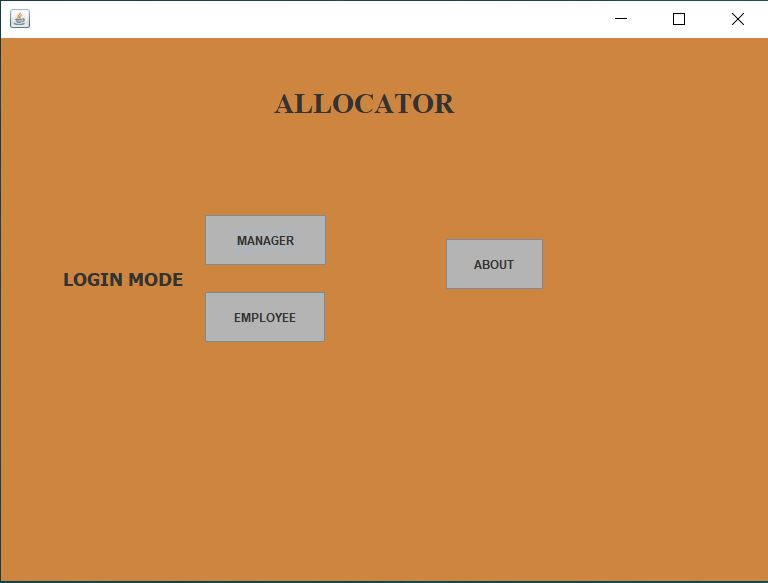 ALLOCATOR
MANAGER
LOGIN MODE
EMPLOYEE
ABOUT